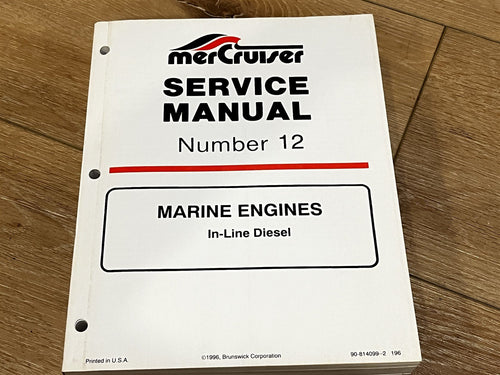 merCruiser
SERVICE
MANUAL
Number 12
MARINE ENGINES
In-Line Diesel
Printed in U.S.A.
©1996, Brunswick Corporation
90-814099--2 196